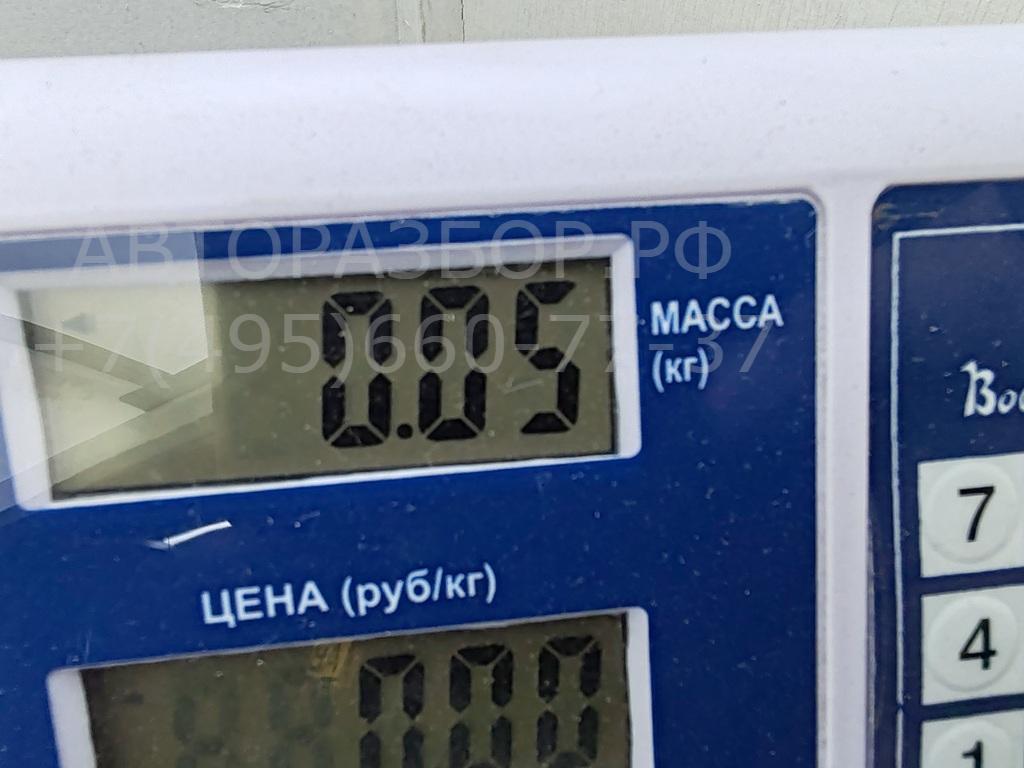 АВТОРАЗБОР.РФ
+7(495)660-77-37
0.05
МАССА
(кг)
7
ЦЕНА (руб/кг)
4
0.00
1